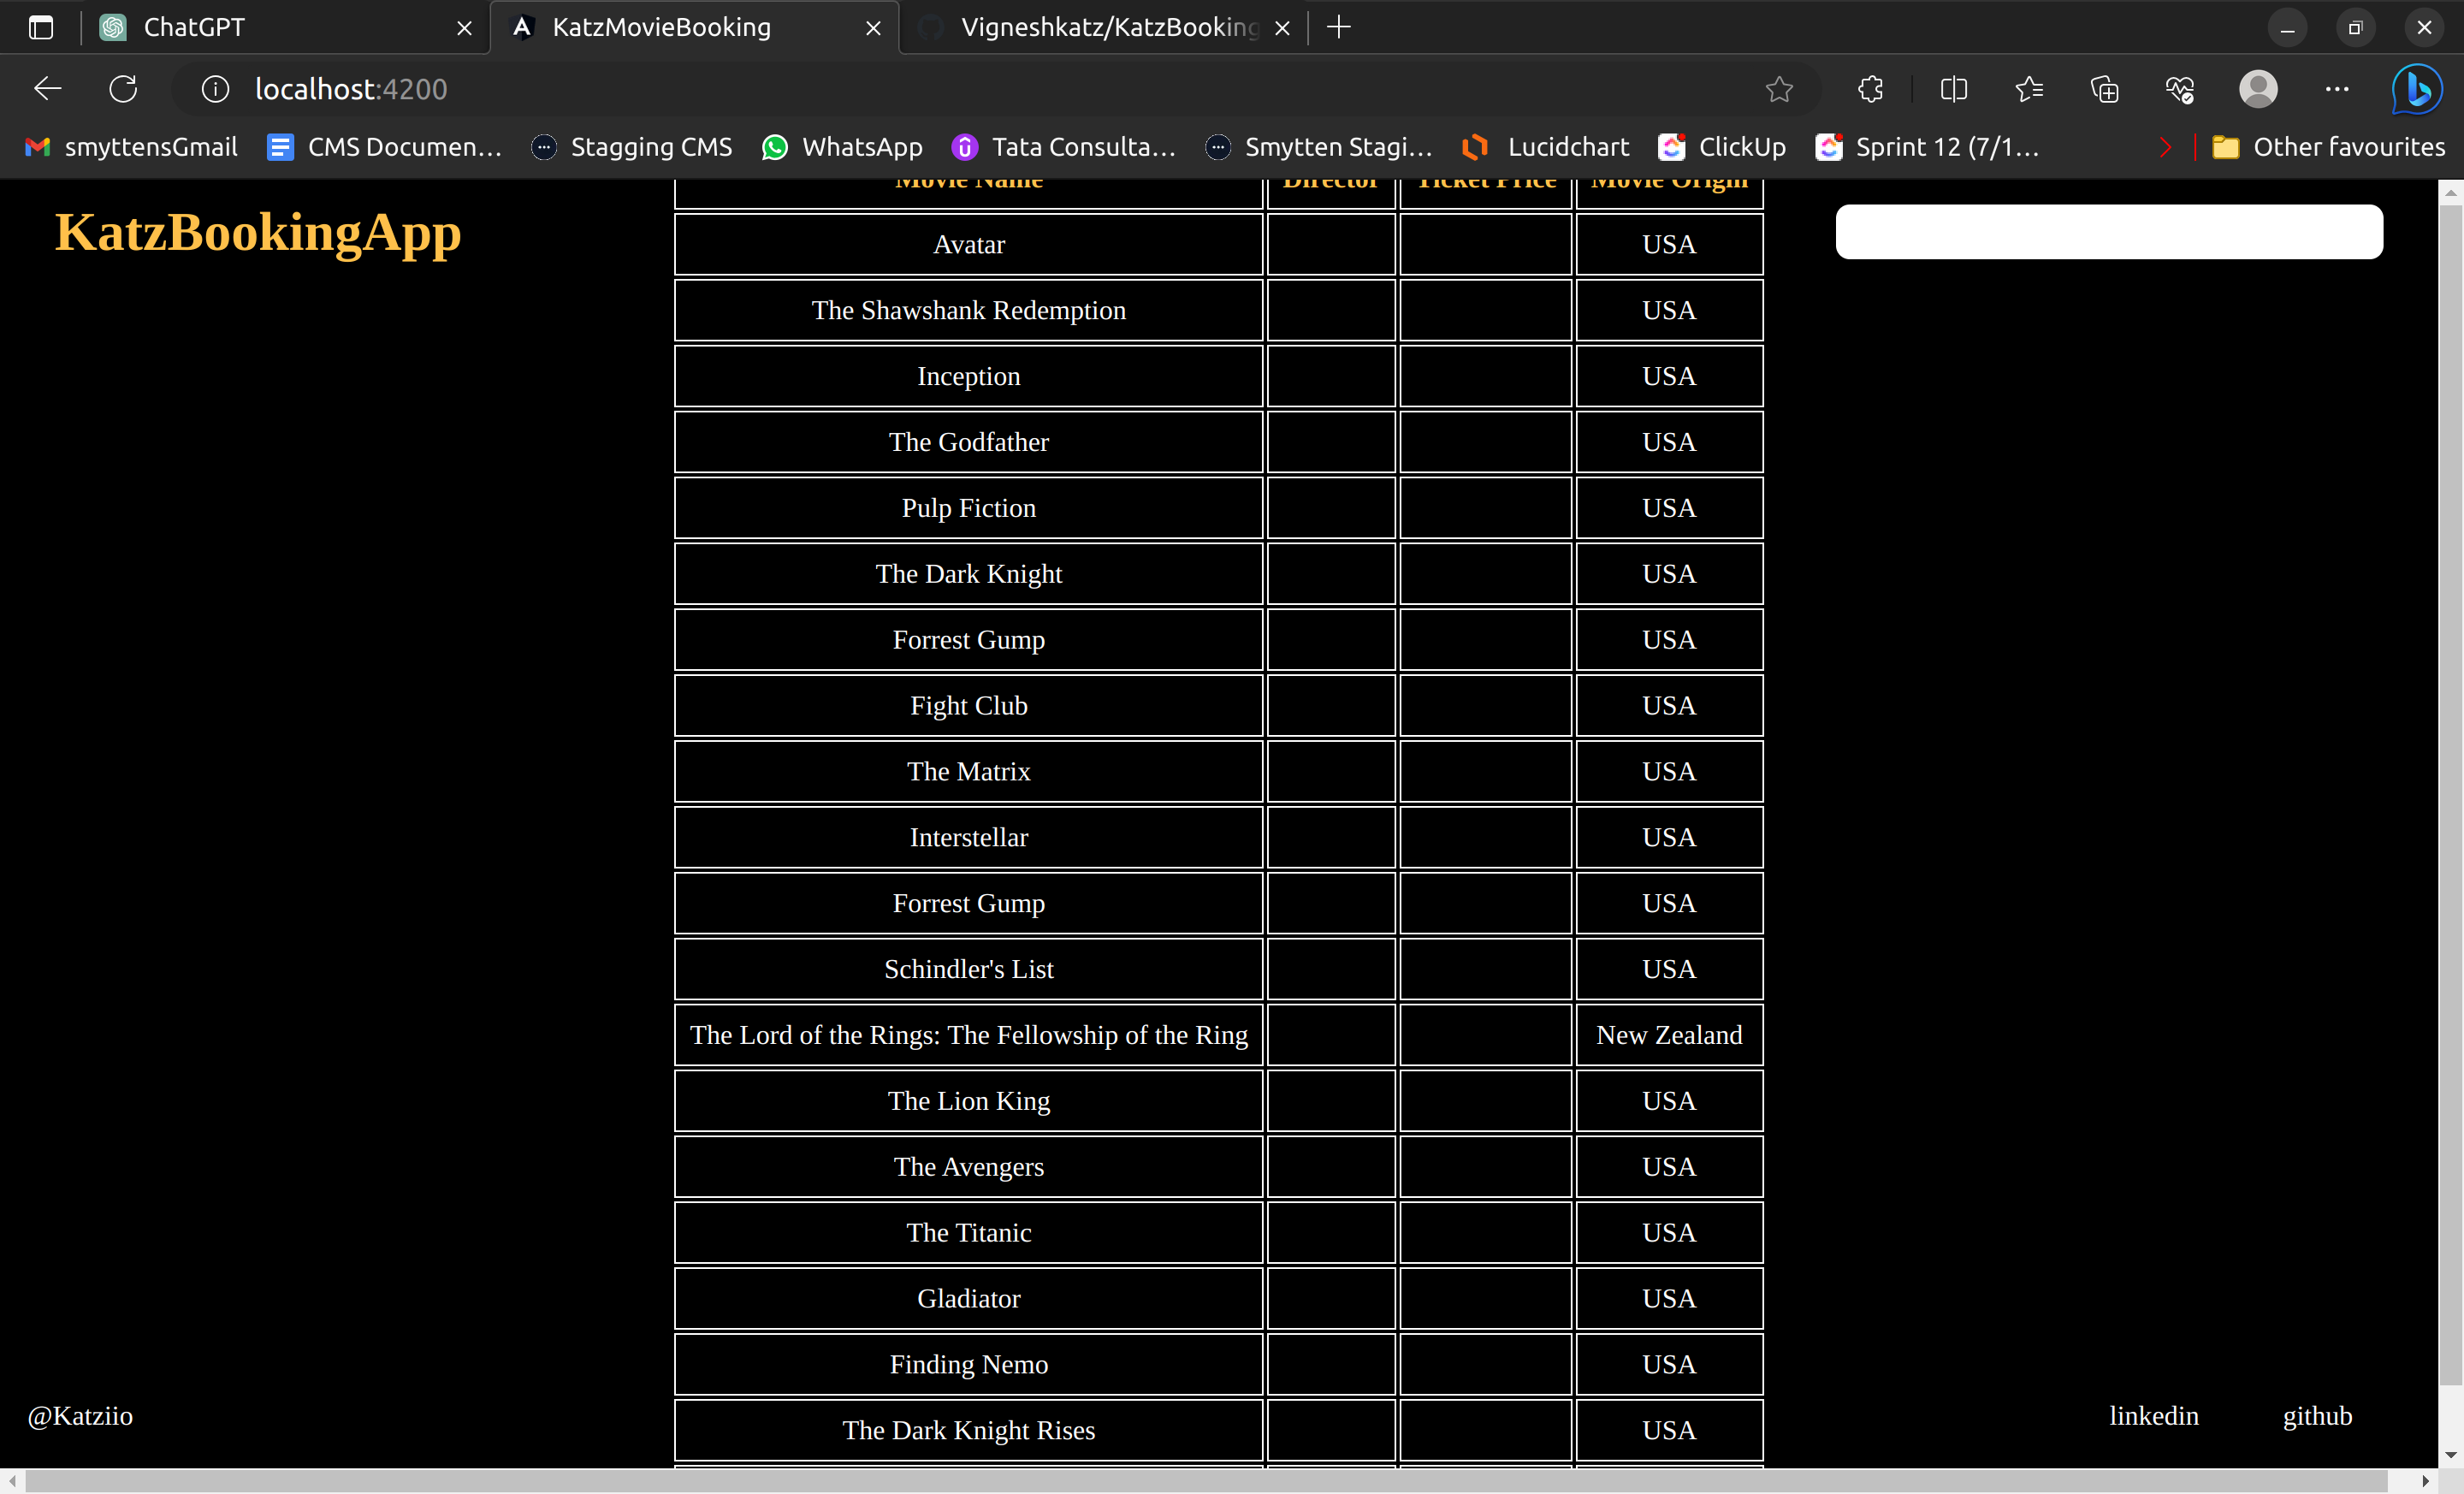 ChatGPT KatzMovieBooking Vigneshkatz/KatzBooking
localhost:4200
smyttensGmail CMS Documen... Stagging CMS WhatsApp Tata Consulta... Smytten Stagi... Lucidchart ClickUp Sprint 12 (7/1... Other favourites
Movie Name Director Ticket Price Movie Origin
KatzBookingApp
Avatar USA
The Shawshank Redemption USA
Inception USA
The Godfather USA
Pulp Fiction USA
The Dark Knight USA
Forrest Gump USA
Fight Club USA
The Matrix USA
Interstellar USA
Forrest Gump USA
Schindler's List USA
The Lord of the Rings: The Fellowship of the Ring New Zealand
The Lion King USA
The Avengers USA
The Titanic USA
Gladiator USA
Finding Nemo USA
@Katziio linkedin github
The Dark Knight Rises USA